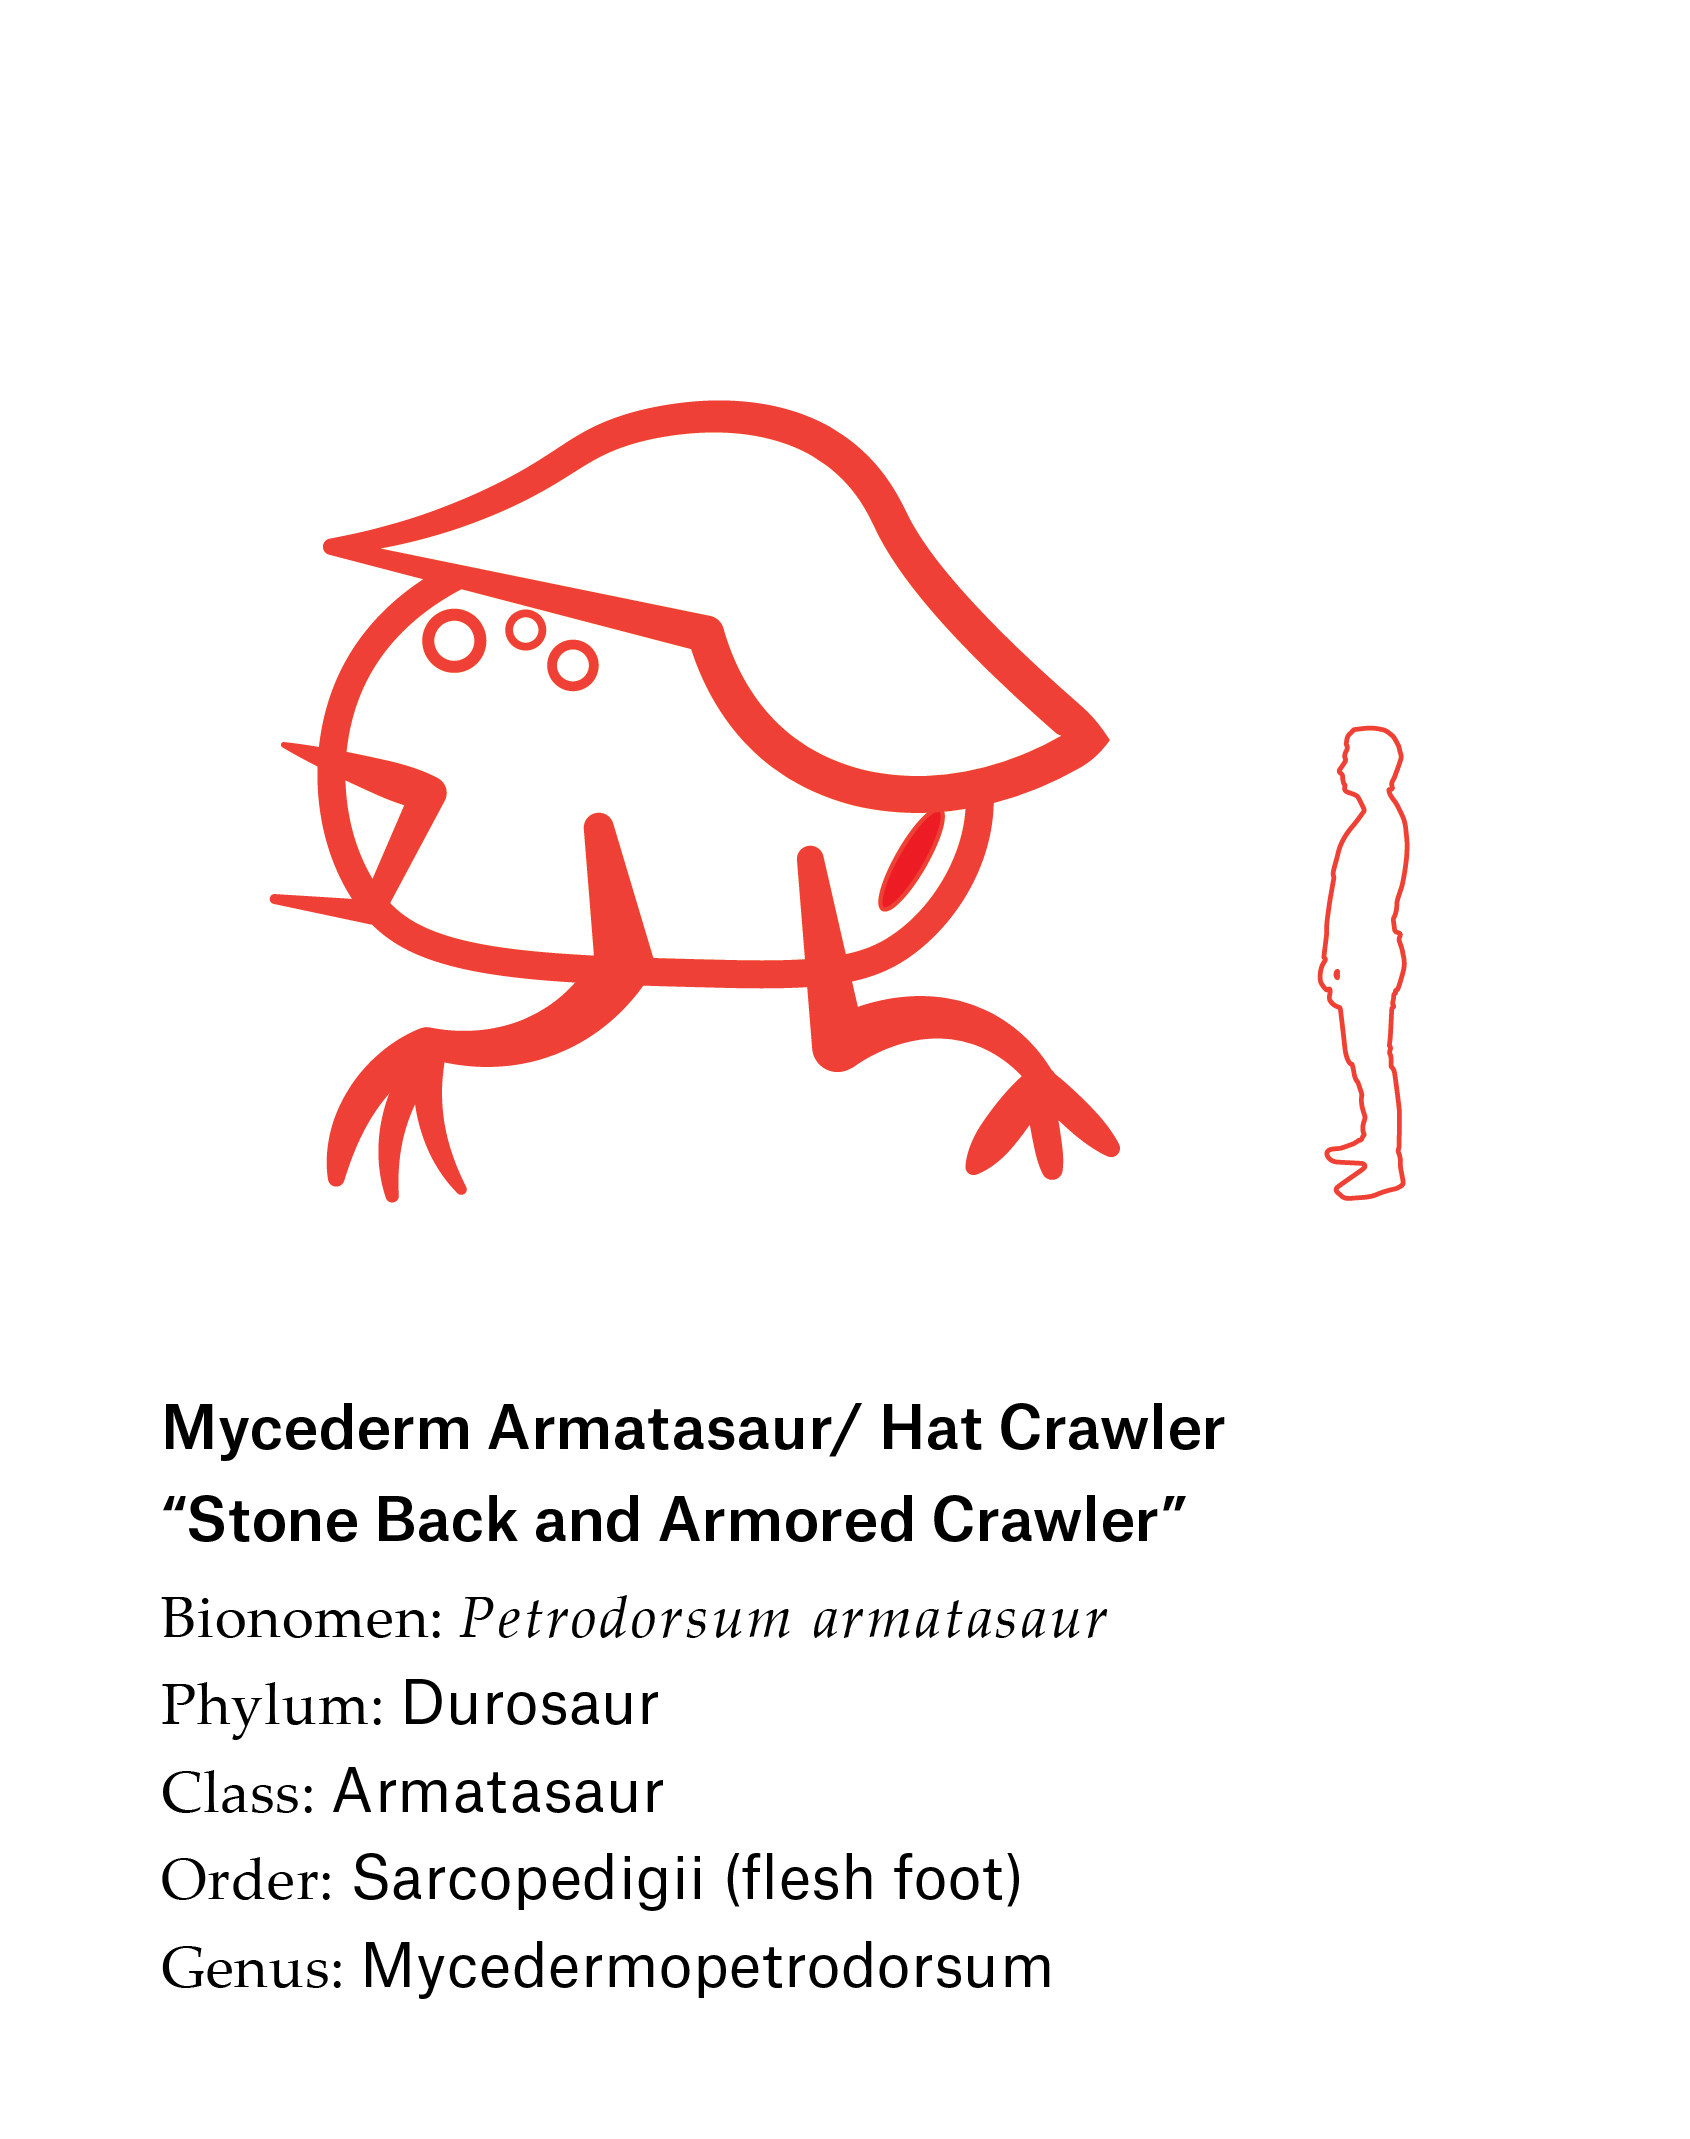 Mycederm Armatasaur/ Hat Crawler
“Stone Back and Armored Crawler”
Bionomen: Petrodorsum armatasaur
Phylum: Durosaur
Class: Armatasaur
Order: Sarcopedigii (flesh foot)
Genus: Mycedermopetrodorsum